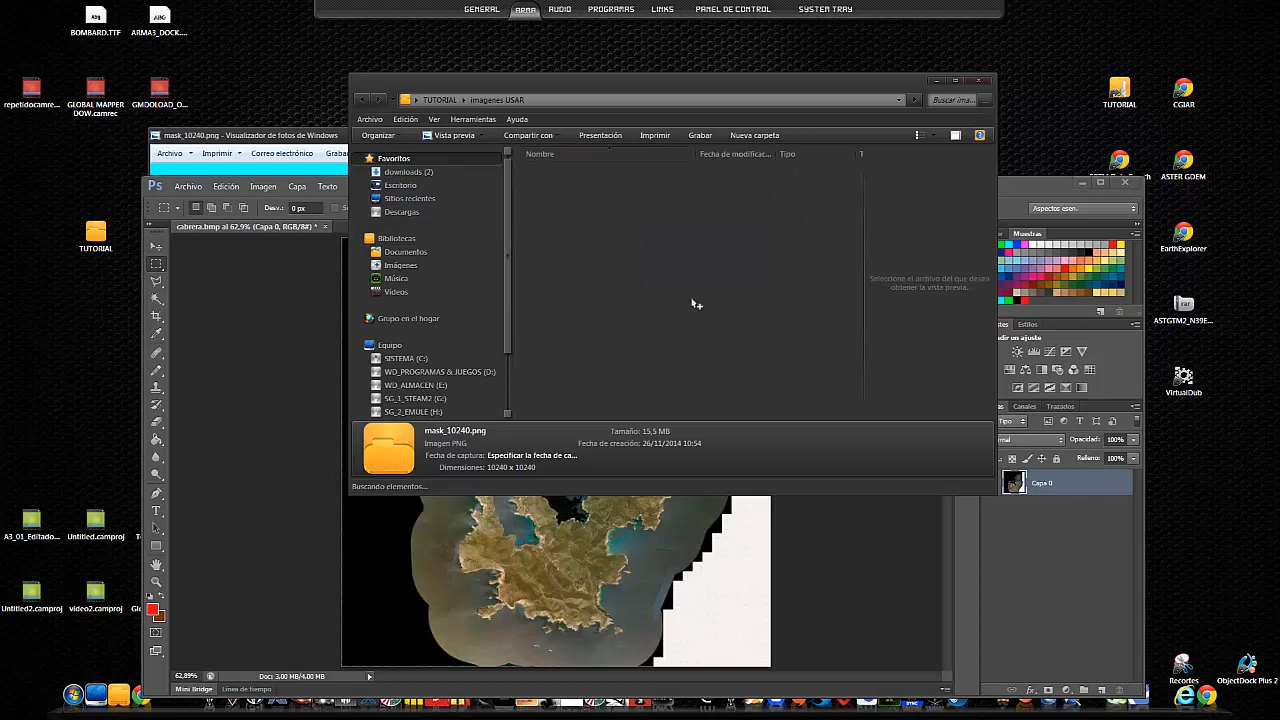 GENERAL ARMA AUDIO PROGRAMAS LINKS PANEL DE CONTROL SYSTEM TRAY
BOMBARD.TTF
ARMA3_DOCK....
repetidocamre...
GLOBAL MAPPER
DOW.camrec
GMDOLOAD_O...
TUTORIAL
A3_01_Editado...
Untitled.camproj
Untitled2.camproj
video2.camproj
mask_10240.png - Visualizador de fotos de Windows
Archivo Imprimir Correo electrónico Grabar
Ps Archivo Edición Imagen Capa Texto
Desv.: 0 px
cabrera.bmp al 62,9% (Capa 0, RGB/8#) * ×
TUTORIAL imagenes USAR
Buscar ima...
Archivo Edición Ver Herramientas Ayuda
Organizar Vista previa Compartir con Presentación Imprimir Grabar Nueva carpeta
Nombre Fecha de modificac... Tipo T
Favoritos
downloads (2)
Escritorio
Sitios recientes
Descargas
Bibliotecas
Documentos
Imágenes
Música
Vídeos
Grupo en el hogar
Equipo
SISTEMA (C:)
WD_PROGRAMAS & JUEGOS (D:)
WD_ALMACEN (E:)
SG_1_STEAM2 (G:)
SG_2_EMULE (H:)
Seleccione el archivo del que desea
obtener la vista previa.
mask_10240.png
Imagen PNG
Fecha de captura: Especificar la fecha de ca...
Dimensiones: 10240 x 10240
Tamaño: 15,5 MB
Fecha de creación: 26/11/2014 10:54
Buscando elementos...
Aspectos esen.
Muestras
Estilos
Canales Trazados
Opacidad: 100%
Relleno: 100%
Capa 0
62,89% Doc: 3,00 MB/4,00 MB
Mini Bridge Línea de tiempo
TUTORIAL
CGIAR
ASTER GDEM
EarthExplorer
ASTGTM2_N39E...
VirtualDub
Recortes
ObjectDock Plus 2